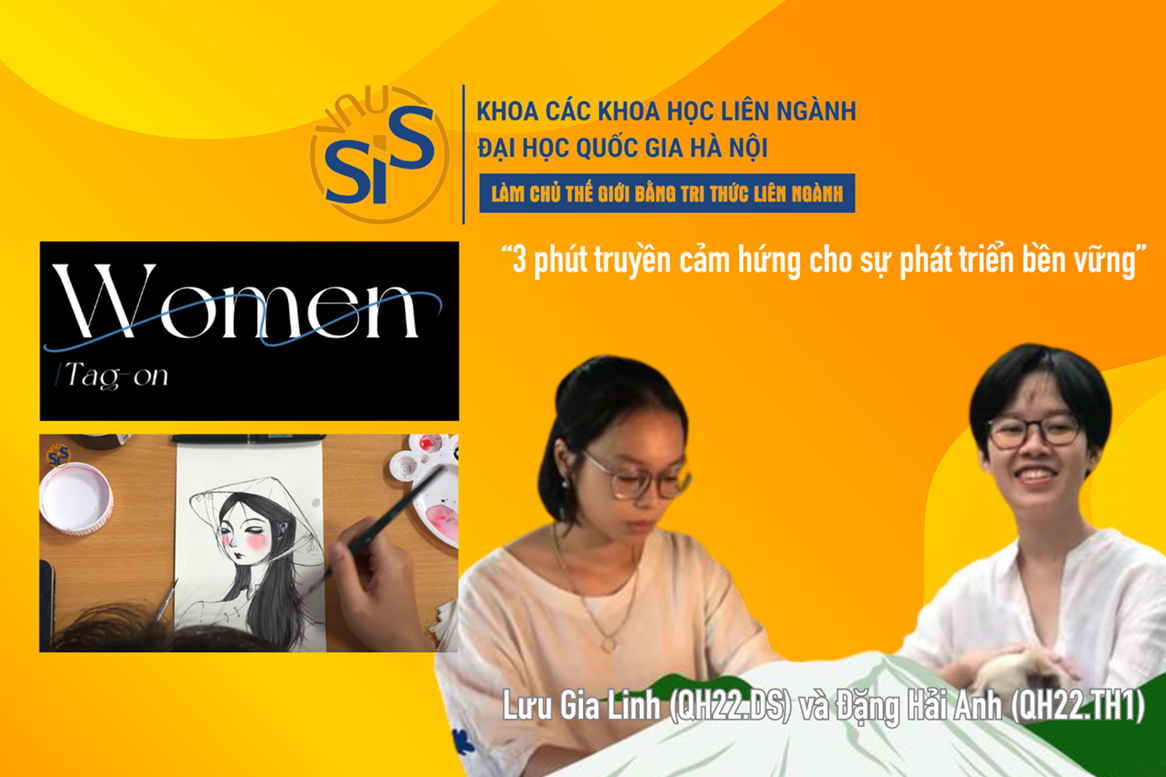 VNU
SIS
KHOA CÁC KHOA HỌC LIÊN NGÀNH
ĐẠI HỌC QUỐC GIA HÀ NỘI
LÀM CHỦ THẾ GIỚI BẰNG TRI THỨC LIÊN NGÀNH
“3 phút truyền cảm hứng cho sự phát triển bền vững”
Women
/Tag-on
SIS
Lưu Gia Linh (QH22.DS) và Đặng Hải Anh (QH22.TH1)